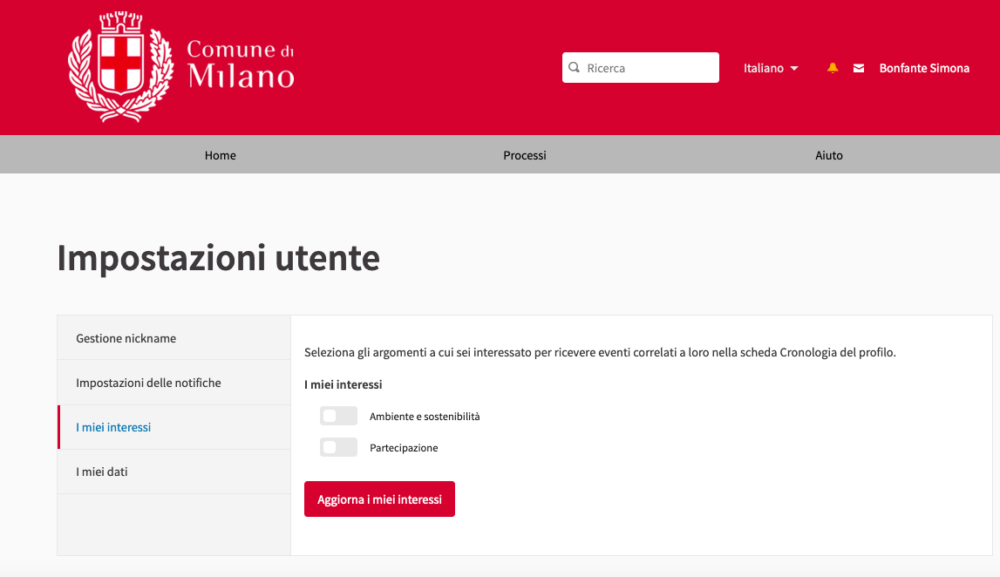 Comune di
Milano
Ricerca
Italiano
Bonfante Simona
Home
Processi
Aiuto
Impostazioni utente
Gestione nickname
Impostazioni delle notifiche
I miei interessi
I miei dati
Seleziona gli argomenti a cui sei interessato per ricevere eventi correlati a loro nella scheda Cronologia del profilo.
I miei interessi
Ambiente e sostenibilità
Partecipazione
Aggiorna i miei interessi